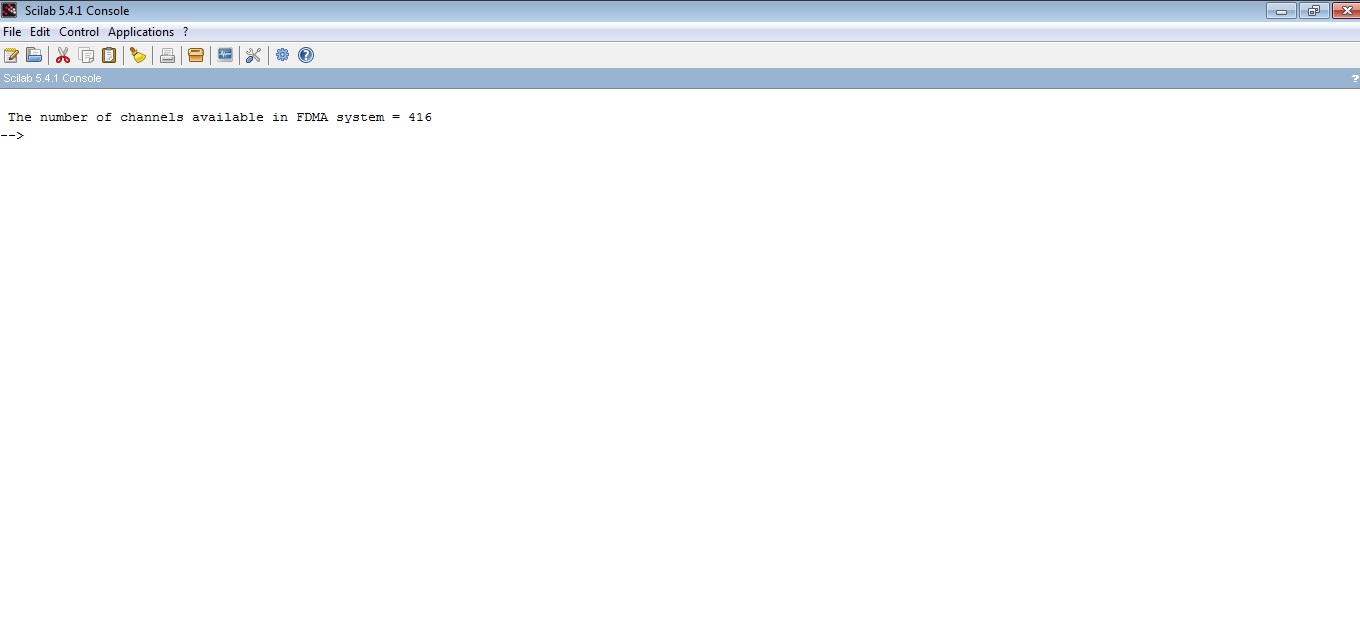 Scilab 5.4.1 Console
File Edit Control Applications ?
Scilab 5.4.1 Console ?
The number of channels available in FDMA system = 416
-->